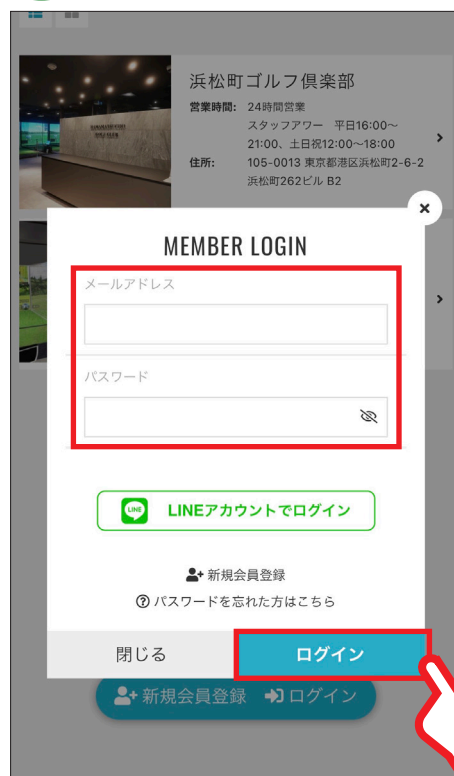 浜松町ゴルフ倶楽部
営業時間: 24時間営業
スタッフアワー 平日16:00〜
21:00、土日祝12:00〜18:00
住所: 105-0013 東京都港区浜松町2-6-2
浜松町262ビル B2
MEMBER LOGIN
メールアドレス
パスワード
LINE LINEアカウントでログイン
新規会員登録
パスワードを忘れた方はこちら
閉じる ログイン
新規会員登録 ログイン